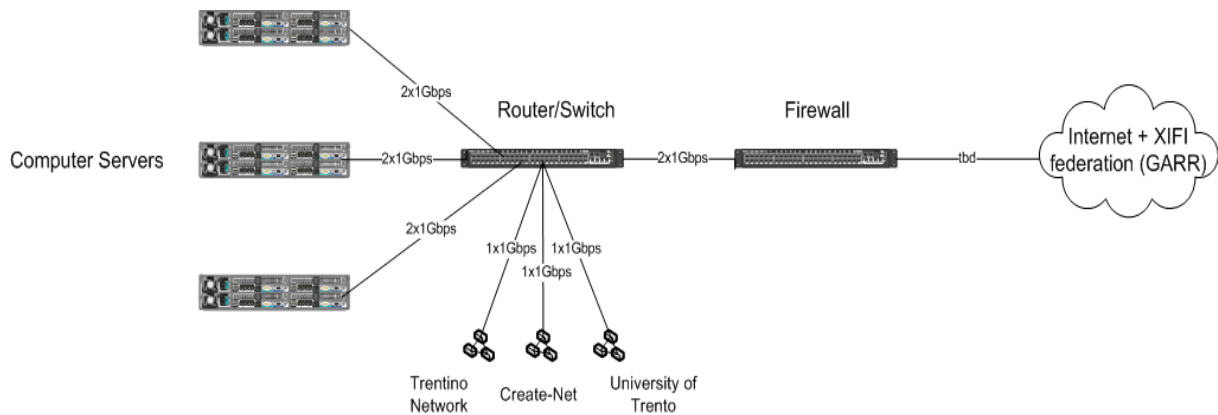 2x1Gbps
Router/Switch
Firewall
Computer Servers
2x1Gbps
2x1Gbps
tbd
Internet + XIFI
federation (GARR)
2x1Gbps
1x1Gbps
1x1Gbps
1x1Gbps
Trentino
Network
Create-Net
University of
Trento